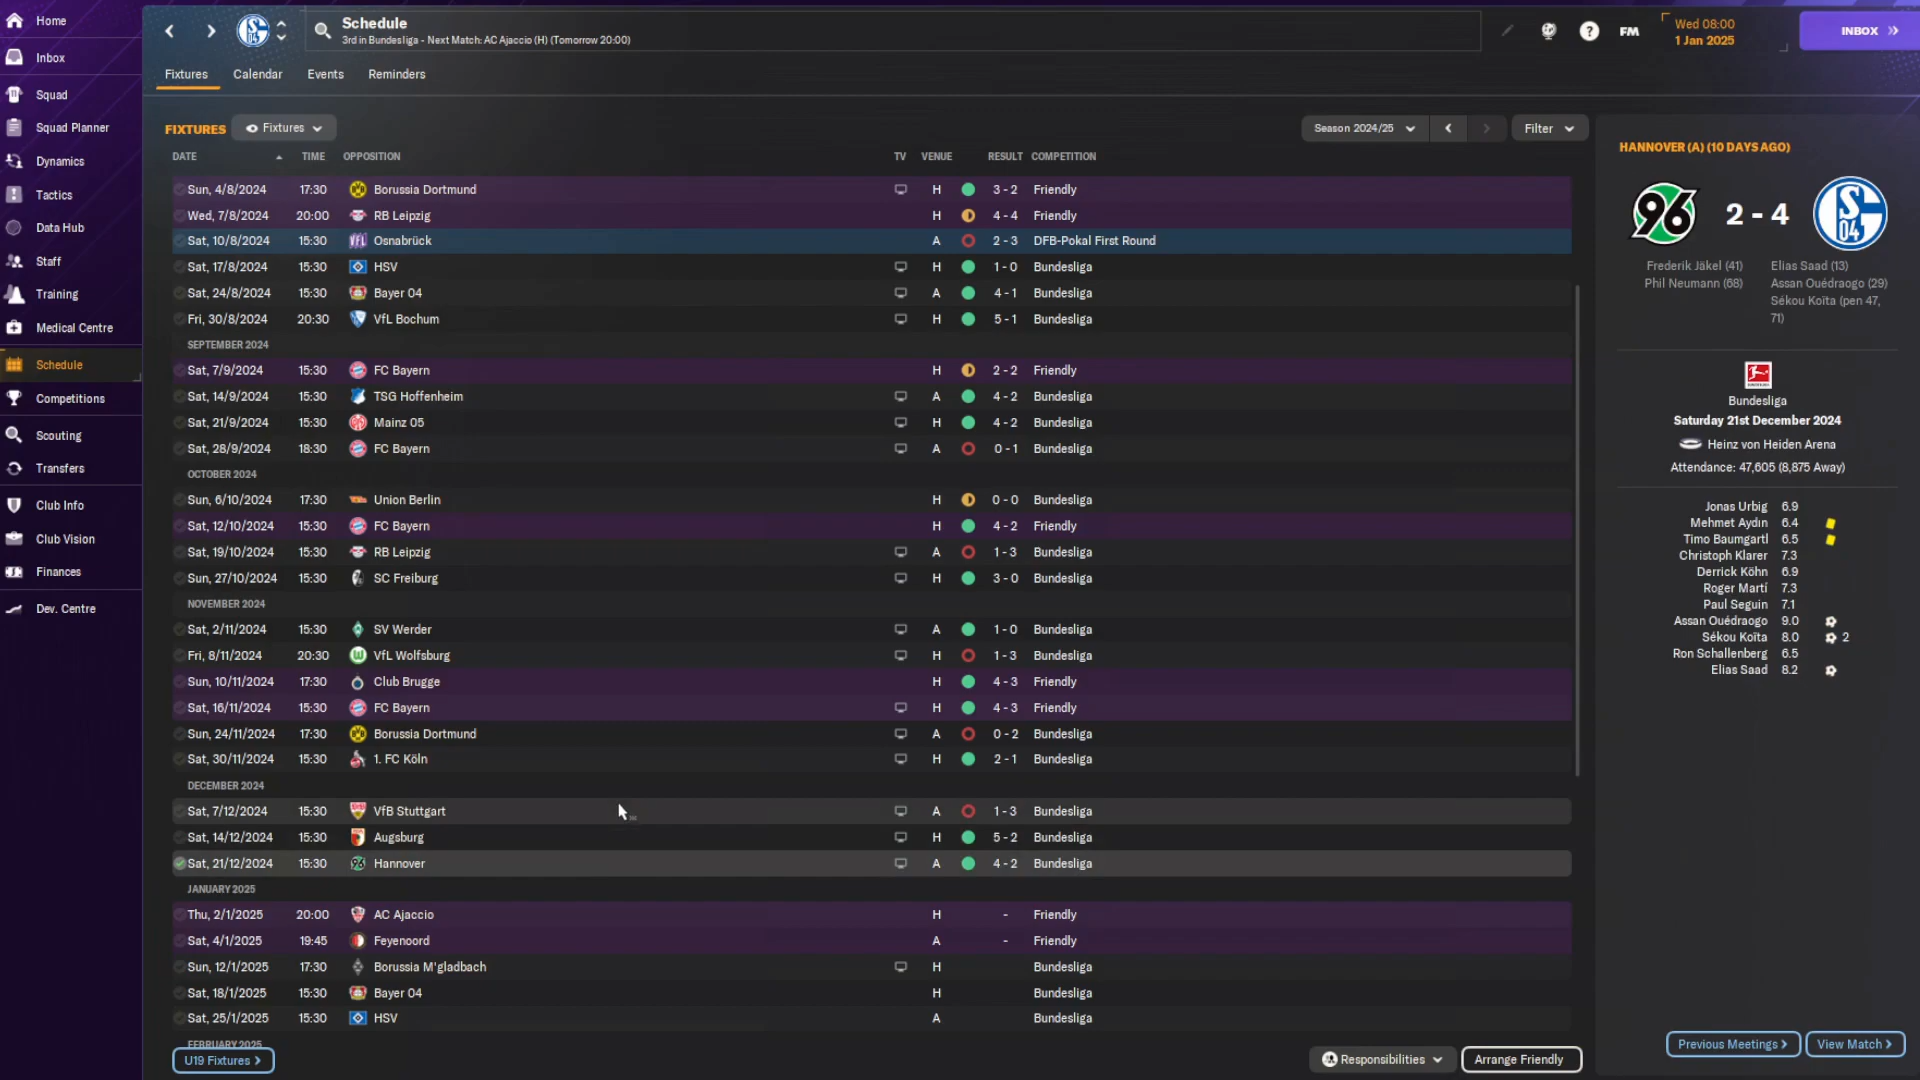 Home
Inbox
Squad
Squad Planner
Dynamics
Tactics
Data Hub
Staff
Training
Medical Centre
Schedule
Competitions
Scouting
Transfers
Club Info
Club Vision
Finances
Dev. Centre
Schedule
3rd in Bundesliga - Next Match: AC Ajaccio (H) (Tomorrow 20:00)
? FM Wed 08:00
1 Jan 2025
INBOX
Fixtures Calendar Events Reminders
FIXTURES Fixtures Season 2024/25 Filter
DATE TIME OPPOSITION TV VENUE RESULT COMPETITION
Sun, 4/8/2024 17:30 Borussia Dortmund H 3 - 2 Friendly
Wed, 7/8/2024 20:00 RB Leipzig H 4 - 4 Friendly
Sat, 10/8/2024 15:30 Osnabrück A 2 - 3 DFB-Pokal First Round
Sat, 17/8/2024 15:30 HSV H 1 - 0 Bundesliga
Sat, 24/8/2024 15:30 Bayer 04 A 4 - 1 Bundesliga
Fri, 30/8/2024 20:30 VfL Bochum H 5 - 1 Bundesliga
SEPTEMBER 2024
Sat, 7/9/2024 15:30 FC Bayern H 2 - 2 Friendly
Sat, 14/9/2024 15:30 TSG Hoffenheim A 4 - 2 Bundesliga
Sat, 21/9/2024 15:30 Mainz 05 H 4 - 2 Bundesliga
Sat, 28/9/2024 18:30 FC Bayern A 0 - 1 Bundesliga
OCTOBER 2024
Sun, 6/10/2024 17:30 Union Berlin H 0 - 0 Bundesliga
Sat, 12/10/2024 15:30 FC Bayern H 4 - 2 Friendly
Sat, 19/10/2024 15:30 RB Leipzig A 1 - 3 Bundesliga
Sun, 27/10/2024 15:30 SC Freiburg H 3 - 0 Bundesliga
NOVEMBER 2024
Sat, 2/11/2024 15:30 SV Werder A 1 - 0 Bundesliga
Fri, 8/11/2024 20:30 VfL Wolfsburg H 1 - 3 Bundesliga
Sun, 10/11/2024 17:30 Club Brugge H 4 - 3 Friendly
Sat, 16/11/2024 15:30 FC Bayern H 4 - 3 Friendly
Sun, 24/11/2024 17:30 Borussia Dortmund A 0 - 2 Bundesliga
Sat, 30/11/2024 15:30 1. FC Köln H 2 - 1 Bundesliga
DECEMBER 2024
Sat, 7/12/2024 15:30 VfB Stuttgart A 1 - 3 Bundesliga
Sat, 14/12/2024 15:30 Augsburg H 5 - 2 Bundesliga
Sat, 21/12/2024 15:30 Hannover A 4 - 2 Bundesliga
JANUARY 2025
Thu, 2/1/2025 20:00 AC Ajaccio H - Friendly
Sat, 4/1/2025 19:45 Feyenoord A - Friendly
Sun, 12/1/2025 17:30 Borussia M'gladbach H Bundesliga
Sat, 18/1/2025 15:30 Bayer 04 H Bundesliga
Sat, 25/1/2025 15:30 HSV A Bundesliga
FEBRUARY 2025
U19 Fixtures Responsibilities Arrange Friendly
HANNOVER (A) (10 DAYS AGO)
96 2 - 4 S 04
Frederik Jäkel (41)
Phil Neumann (68)
Elias Saad (13)
Assan Ouédraogo (29)
Sékou Koïta (pen 47,
71)
Bundesliga
Saturday 21st December 2024
Heinz von Heiden Arena
Attendance: 47,605 (8,875 Away)
Jonas Urbig 6.9
Mehmet Aydın 6.4
Timo Baumgartl 6.5
Christoph Klarer 7.3
Derrick Köhn 6.9
Roger Martí 7.3
Paul Seguin 7.1
Assan Ouédraogo 9.0
Sékou Koïta 8.0 2
Ron Schallenberg 6.5
Elias Saad 8.2
Previous Meetings View Match